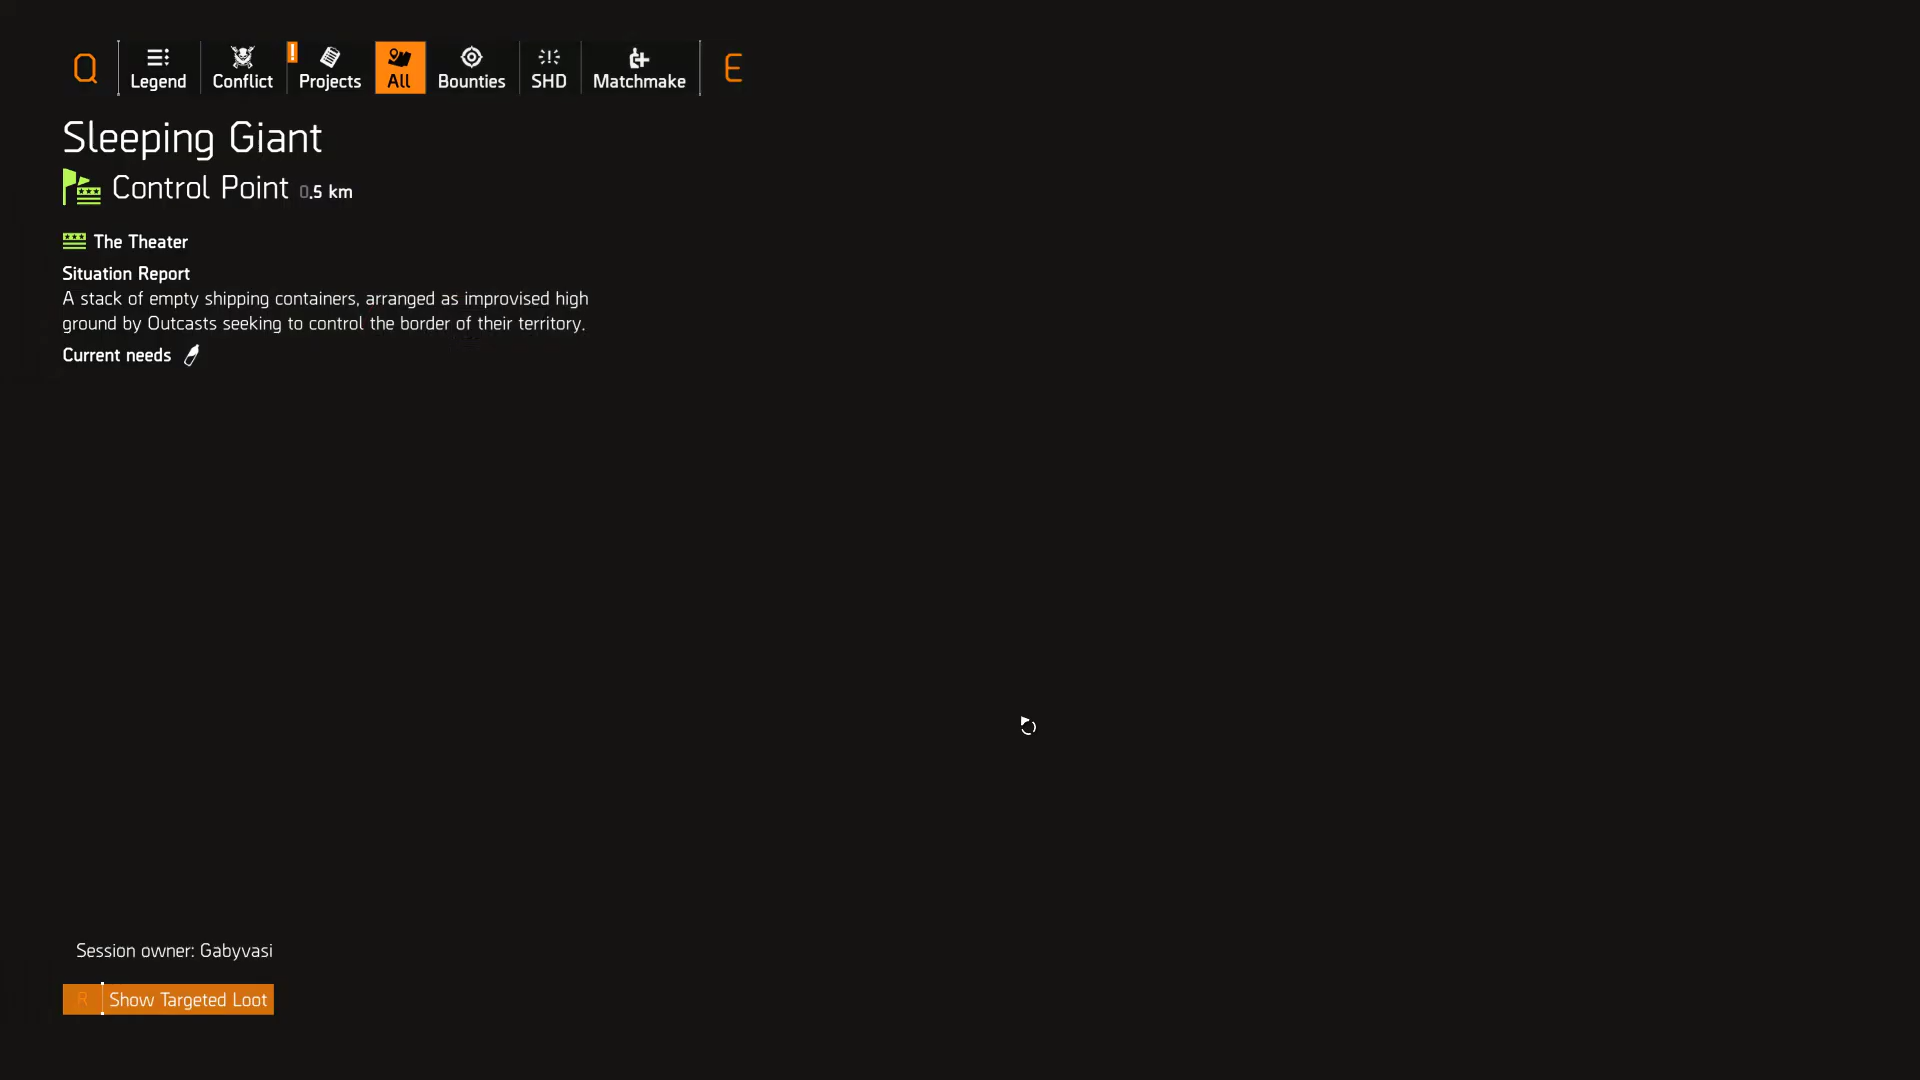 Q Legend Conflict ! Projects All Bounties SHD Matchmake E
Sleeping Giant
Control Point 0.5 km
The Theater
Situation Report
A stack of empty shipping containers, arranged as improvised high
ground by Outcasts seeking to control the border of their territory.
Current needs
Session owner: Gabyvasi
R Show Targeted Loot